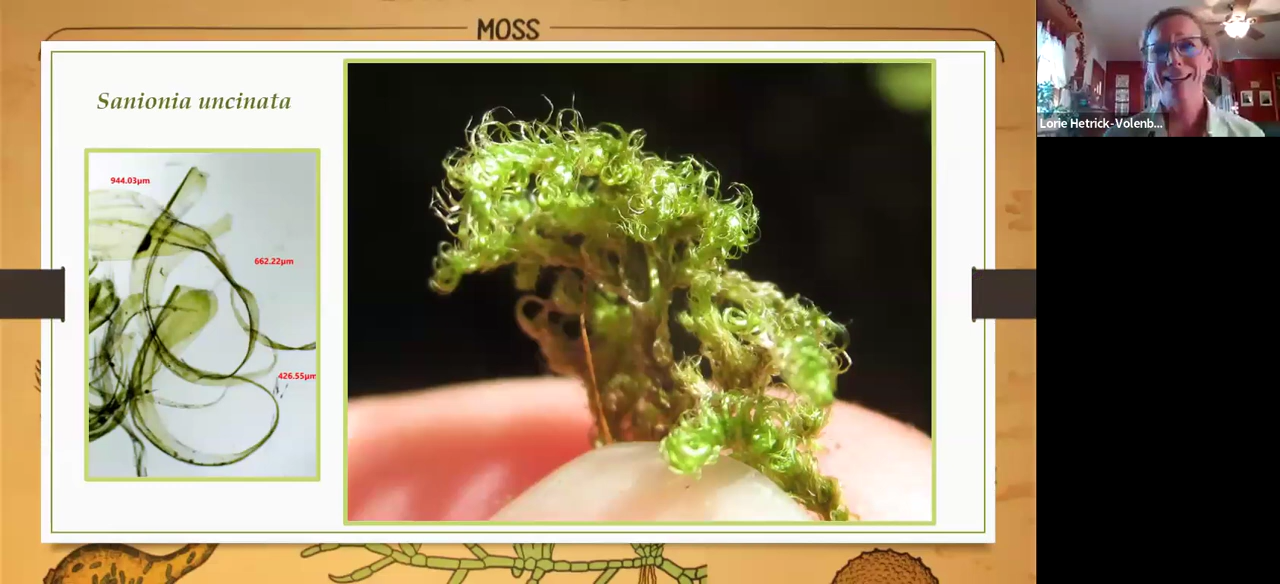 MOSS
Sanionia uncinata
944.03µm
662.22µm
426.55µm
Lorie Hetrick-Volenb...